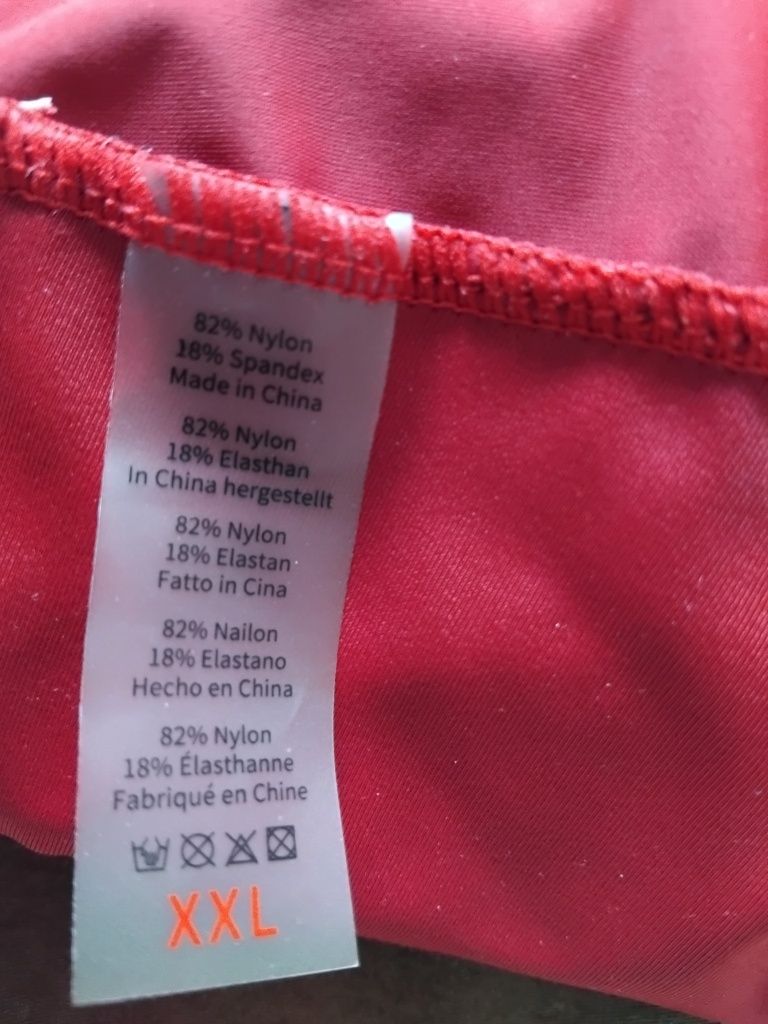 82% Nylon
18% Spandex
Made in China
82% Nylon
18% Elasthan
In China hergestellt
82% Nylon
18% Elastan
Fatto in Cina
82% Nailon
18% Elastano
Hecho en China
82% Nylon
18% Élasthanne
Fabriqué en Chine
XXL